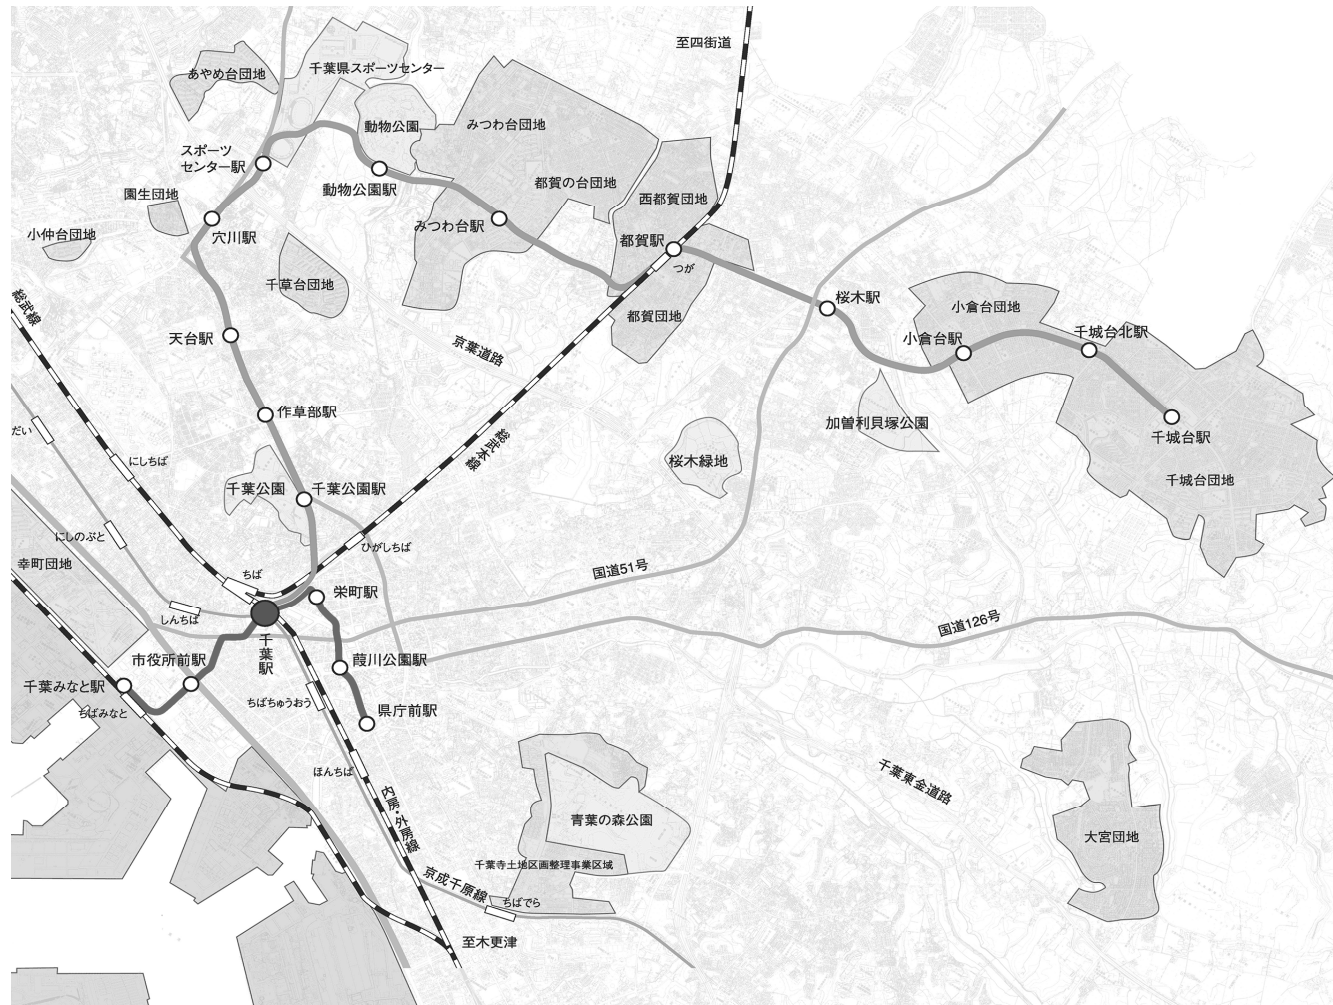 至四街道
あやめ台団地
千葉県スポーツセンター
動物公園
みつわ台団地
スポーツ
センター駅
動物公園駅
都賀の台団地
園生団地
西都賀団地
小仲台団地
穴川駅
みつわ台駅
都賀駅
つが
千草台団地
総武線
桜木駅
小倉台団地
都賀団地
天台駅
京葉道路
小倉台駅
千城台北駅
作草部駅
加曽利貝塚公園
千城台駅
だい
総武本線
にしちば
桜木緑地
千城台団地
千葉公園
千葉公園駅
にしのぶと
ひがしちば
幸町団地
ちば
国道51号
栄町駅
しんちば
国道126号
千葉駅
市役所前駅
葭川公園駅
千葉みなと駅
ちばみなと
ちばちゅうおう
県庁前駅
ほんちば
千葉東金道路
内房・外房線
青葉の森公園
大宮団地
千葉寺土地区画整理事業区域
京成千原線
ちばでら
至木更津